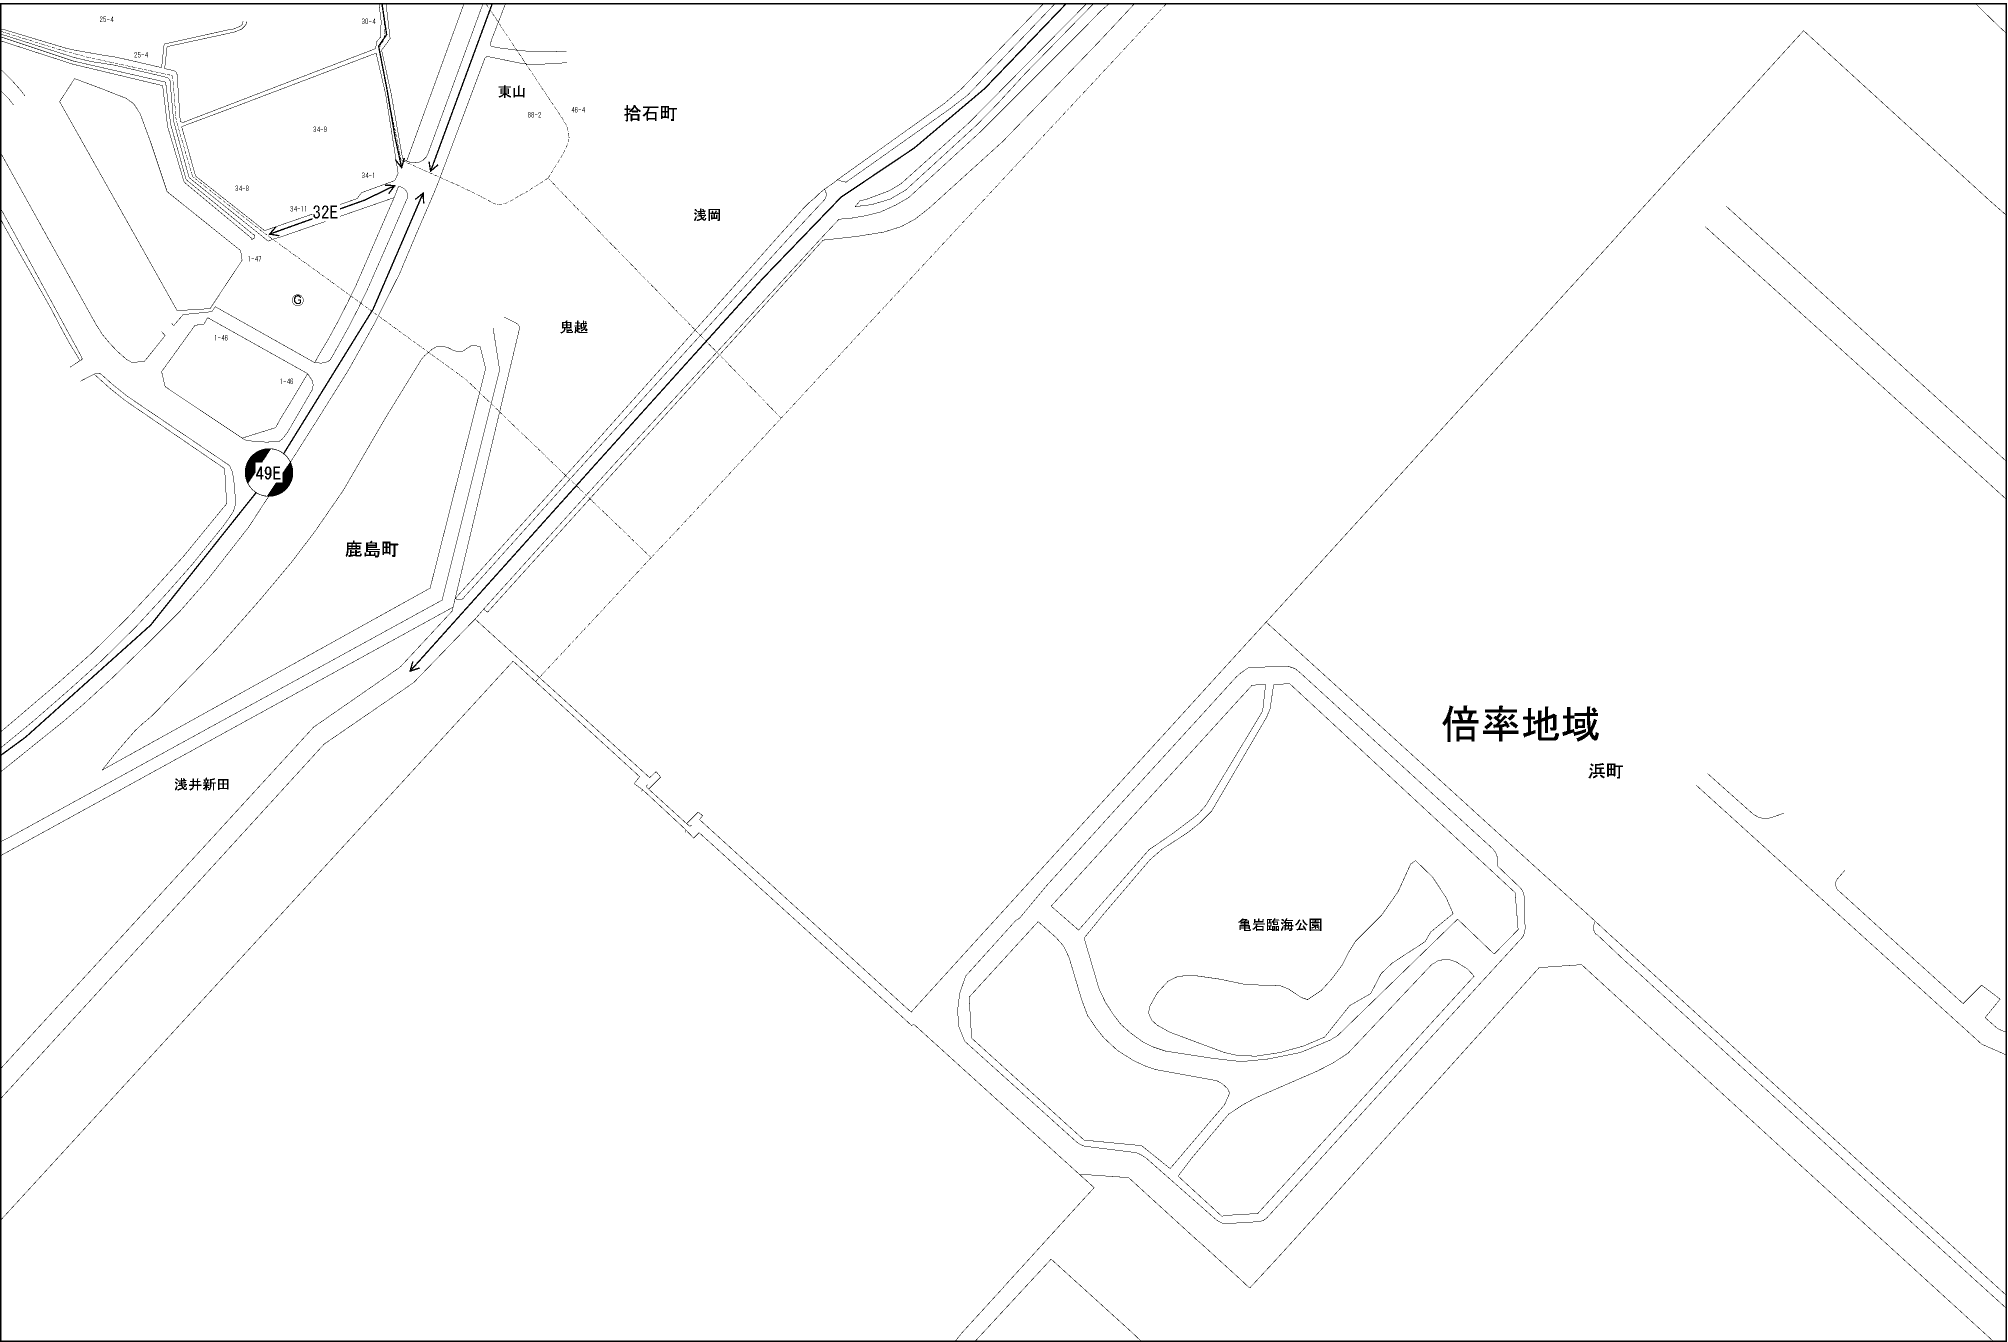 25-4
30-4
25-4
東山
88-2
46-4
拾石町
34-9
34-1
34-8
34-11
32E
浅岡
1-47
G
鬼越
1-46
1-46
49E
鹿島町
倍率地域
浜町
浅井新田
亀岩臨海公園